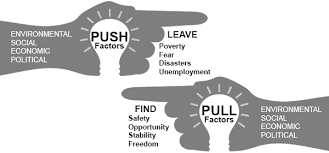 ENVIRONMENTAL
SOCIAL
ECONOMIC
POLITICAL
PUSH
Factors
LEAVE
Poverty
Fear
Disasters
Unemployment
FIND
Safety
Opportunity
Stability
Freedom
PULL
Factors
ENVIRONMENTAL
SOCIAL
ECONOMIC
POLITICAL